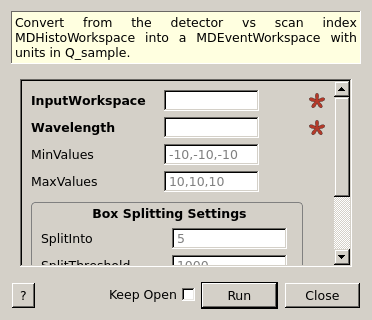 Convert from the detector vs scan index
MDHistoWorkspace into a MDEventWorkspace with
units in Q_sample.
InputWorkspace
Wavelength
MinValues -10,-10,-10
MaxValues 10,10,10
Box Splitting Settings
SplitInto 5
SplitThreshold 1000
? Keep Open Run Close